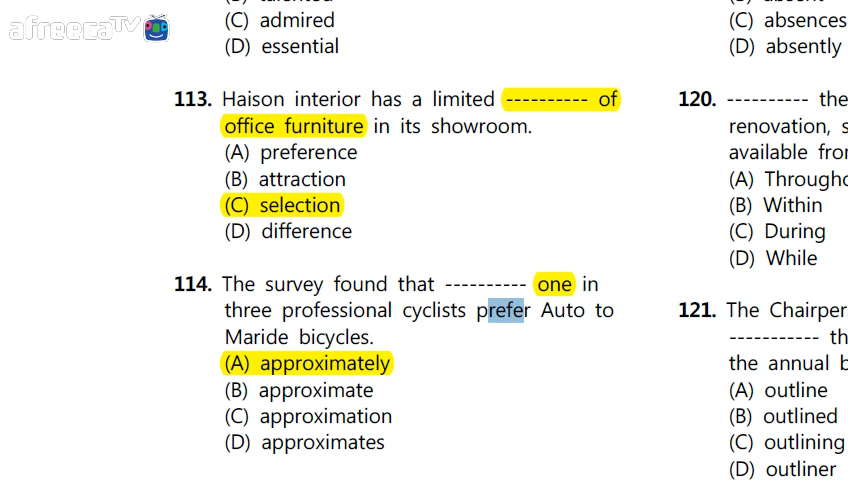 afreecaTV
(C) admired
(D) essential
113. Haison interior has a limited ---------- of
office furniture in its showroom.
(A) preference
(B) attraction
(C) selection
(D) difference
114. The survey found that ---------- one in
three professional cyclists prefer Auto to
Maride bicycles.
(A) approximately
(B) approximate
(C) approximation
(D) approximates
(C) absences
(D) absently
120. ---------- the
renovation, s
available from
(A) Througho
(B) Within
(C) During
(D) While
121. The Chairper
----------- th
the annual b
(A) outline
(B) outlined
(C) outlining
(D) outliner